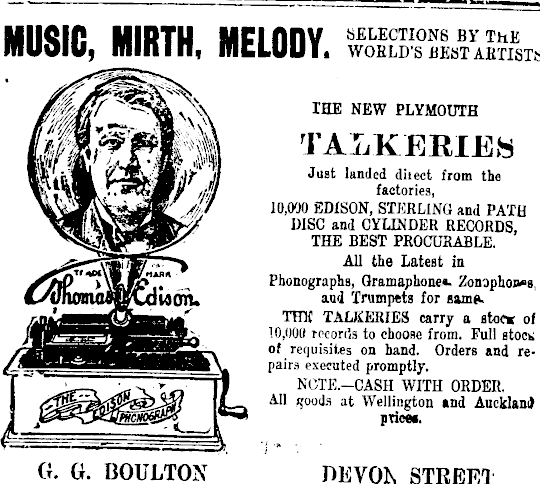 MUSIC, MIRTH, MELODY.
SELECTIONS BY THE
WORLD'S BEST ARTISTS
THE NEW PLYMOUTH
TALKERIES
Just landed direct from the
factories,
10,000 EDISON, STERLING and PATH
DISC and CYLINDER RECORDS,
THE BEST PROCURABLE.
All the Latest in
Phonographs, Gramaphones, Zonophones,
and Trumpets for same.
THE TALKERIES carry a stock of
10,000 records to choose from. Full stock
of requisites on hand. Orders and re-
pairs executed promptly.
NOTE.—CASH WITH ORDER.
All goods at Wellington and Auckland
prices.
TRADE MARK
Thomas Edison
THE EDISON PHONOGRAPH
G. G. BOULTON
DEVON STREET